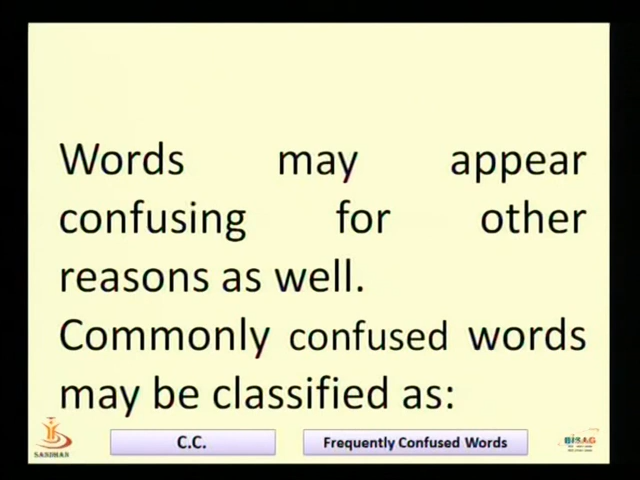 Words may appear
confusing for other
reasons as well.
Commonly confused words
may be classified as:
SANDHAN
C.C.
Frequently Confused Words
BISAG